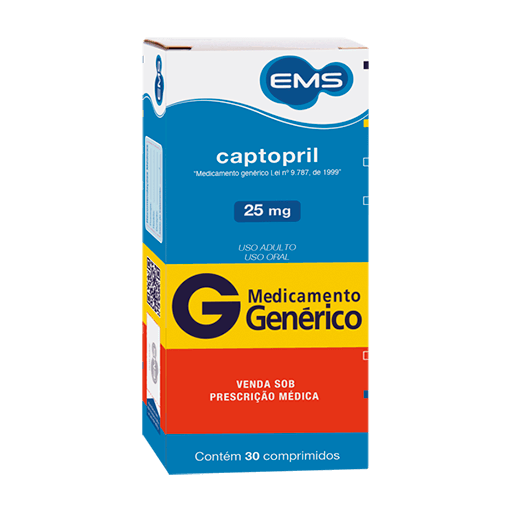 EMS
captopril
"Medicamento genérico Lei nº 9.787, de 1999"
25 mg
USO ADULTO
USO ORAL
G Medicamento
Genérico
VENDA SOB
PRESCRIÇÃO MÉDICA
Contém 30 comprimidos